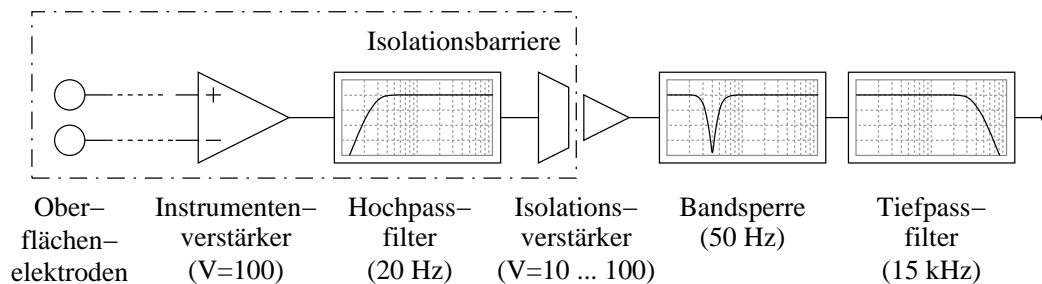 Isolationsbarriere
+
−
Ober−
flächen−
elektroden
Instrumenten−
verstärker
(V=100)
Hochpass−
filter
(20 Hz)
Isolations−
verstärker
(V=10 ... 100)
Bandsperre
(50 Hz)
Tiefpass−
filter
(15 kHz)